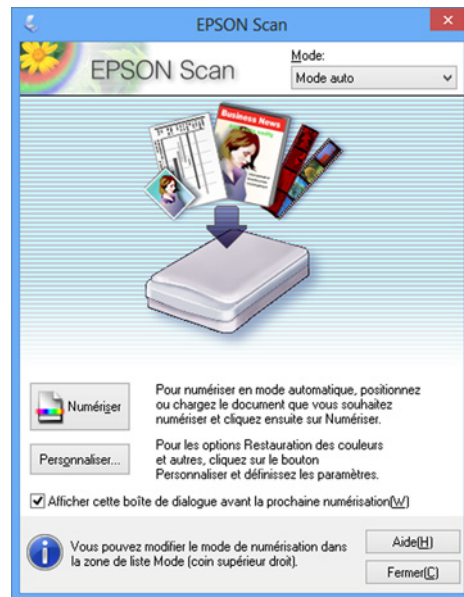 EPSON Scan
EPSON Scan
Mode:
Mode auto
Business News
Numériser
Pour numériser en mode automatique, positionnez
ou chargez le document que vous souhaitez
numériser et cliquez ensuite sur Numériser.
Personnaliser...
Pour les options Restauration des couleurs
et autres, cliquez sur le bouton
Personnaliser et définissez les paramètres.
Afficher cette boîte de dialogue avant la prochaine numérisation(W)
Vous pouvez modifier le mode de numérisation dans
la zone de liste Mode (coin supérieur droit).
Aide(H)
Fermer(C)